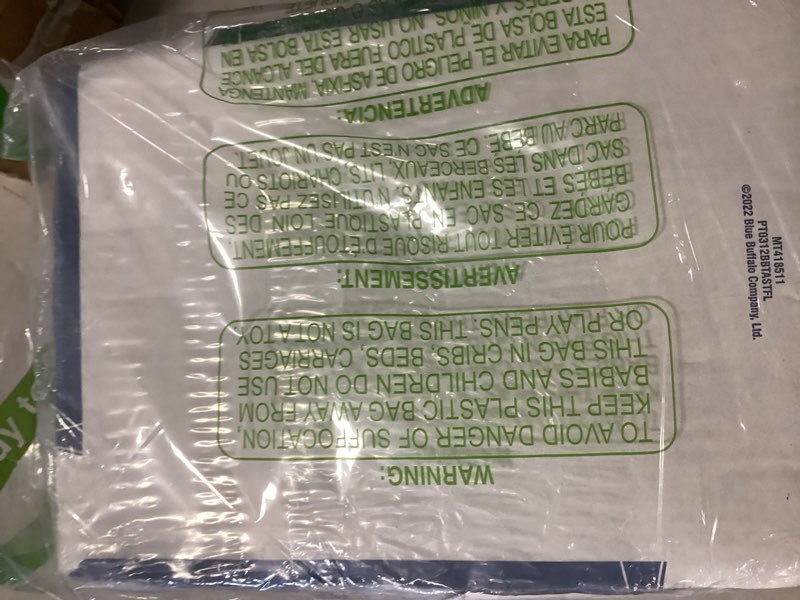 WARNING:
TO AVOID DANGER OF SUFFOCATION,
KEEP THIS PLASTIC BAG AWAY FROM
BABIES AND CHILDREN DO NOT USE
THIS BAG IN CRIBS, BEDS, CARRIAGES
OR PLAY PENS. THIS BAG IS NOT A TOY
AVERTISSEMENT:
POUR ÉVITER TOUT RISQUE D'ÉTOUFFEMENT,
GARDEZ CE SAC EN PLASTIQUE LOIN DES
BÉBÉS ET LES ENFANTS. N'UTILISEZ PAS CE
SAC DANS LES BERCEAUX, LITS, CHARIOTS OU
PARC AU BÉBÉ. CE SAC N'EST PAS UN JOUET.
ADVERTENCIA:
PARA EVITAR EL PELIGRO DE ASFIXIA, MANTENGA
ESTA BOLSA DE PLASTICO FUERA DEL ALCANCE
Y NIÑOS. NO USAR ESTA BOLSA EN
MT418511
PT0312BBTASTFL
©2022 Blue Buffalo Company, Ltd.